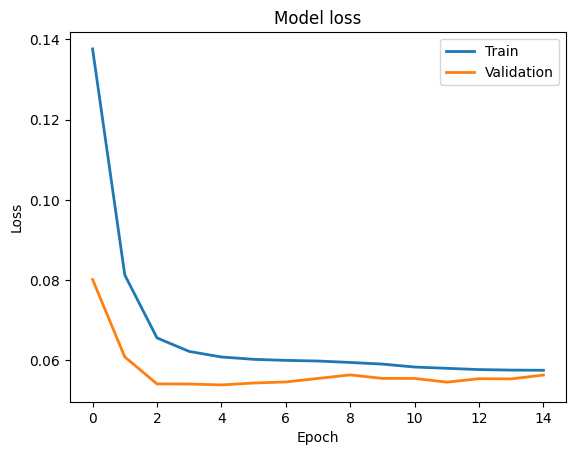 Model loss
0.14
0.12
0.10
0.08
0.06
Loss
Train
Validation
0 2 4 6 8 10 12 14
Epoch